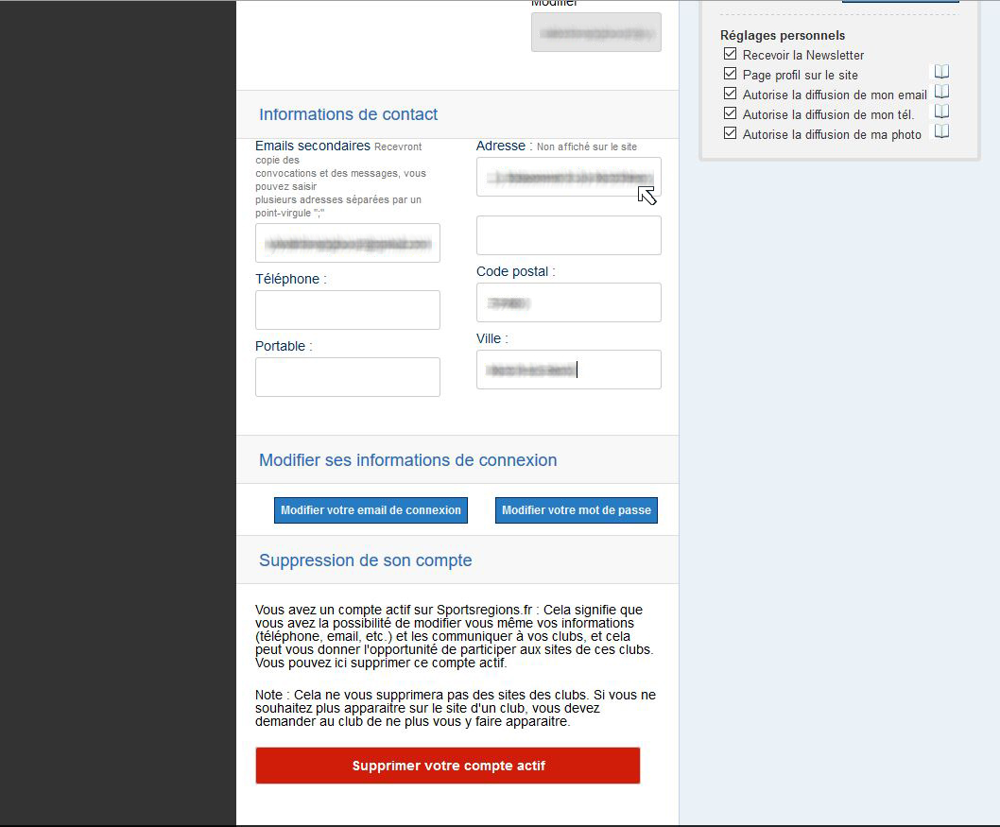 Modifier
Informations de contact
Emails secondaires Recevront
copie des
convocations et des messages, vous
pouvez saisir
plusieurs adresses séparées par un
point-virgule ";"
Téléphone :
Portable :
Adresse : Non affiché sur le site
Code postal :
Ville :
Modifier ses informations de connexion
Modifier votre email de connexion
Modifier votre mot de passe
Suppression de son compte
Vous avez un compte actif sur Sportsregions.fr : Cela signifie que
vous avez la possibilité de modifier vous même vos informations
(téléphone, email, etc.) et les communiquer à vos clubs, et cela
peut vous donner l'opportunité de participer aux sites de ces clubs.
Vous pouvez ici supprimer ce compte actif.
Note : Cela ne vous supprimera pas des sites des clubs. Si vous ne
souhaitez plus apparaitre sur le site d'un club, vous devez
demander au club de ne plus vous y faire apparaitre.
Supprimer votre compte actif
Réglages personnels
Recevoir la Newsletter
Page profil sur le site
Autorise la diffusion de mon email
Autorise la diffusion de mon tél.
Autorise la diffusion de ma photo